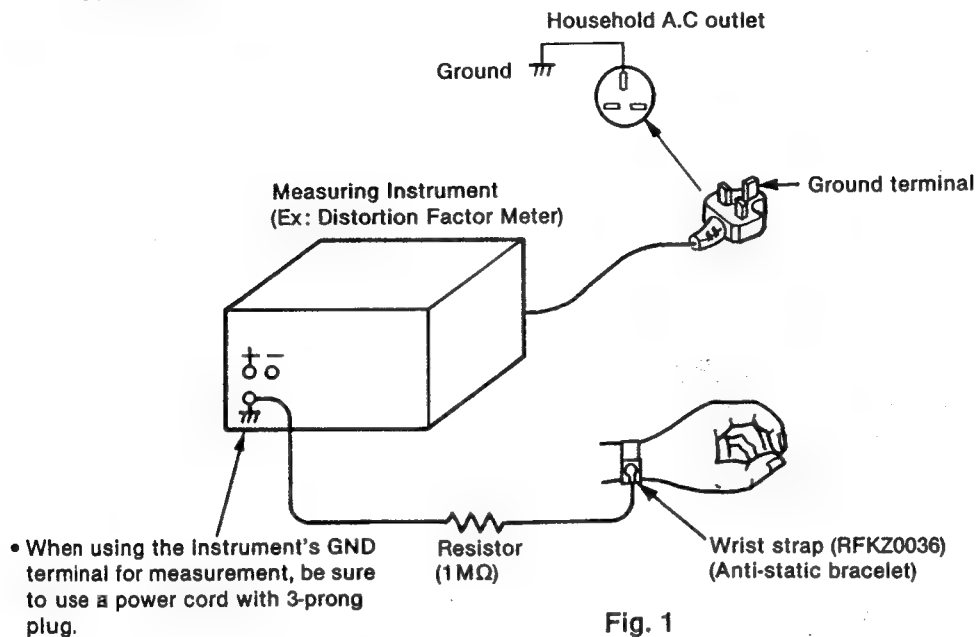 Household A.C outlet
Ground
Ground terminal
Measuring Instrument
(Ex: Distortion Factor Meter)
+ −
• When using the instrument's GND
terminal for measurement, be sure
to use a power cord with 3-prong
plug.
Resistor
(1MΩ)
Wrist strap (RFKZ0036)
(Anti-static bracelet)
Fig. 1